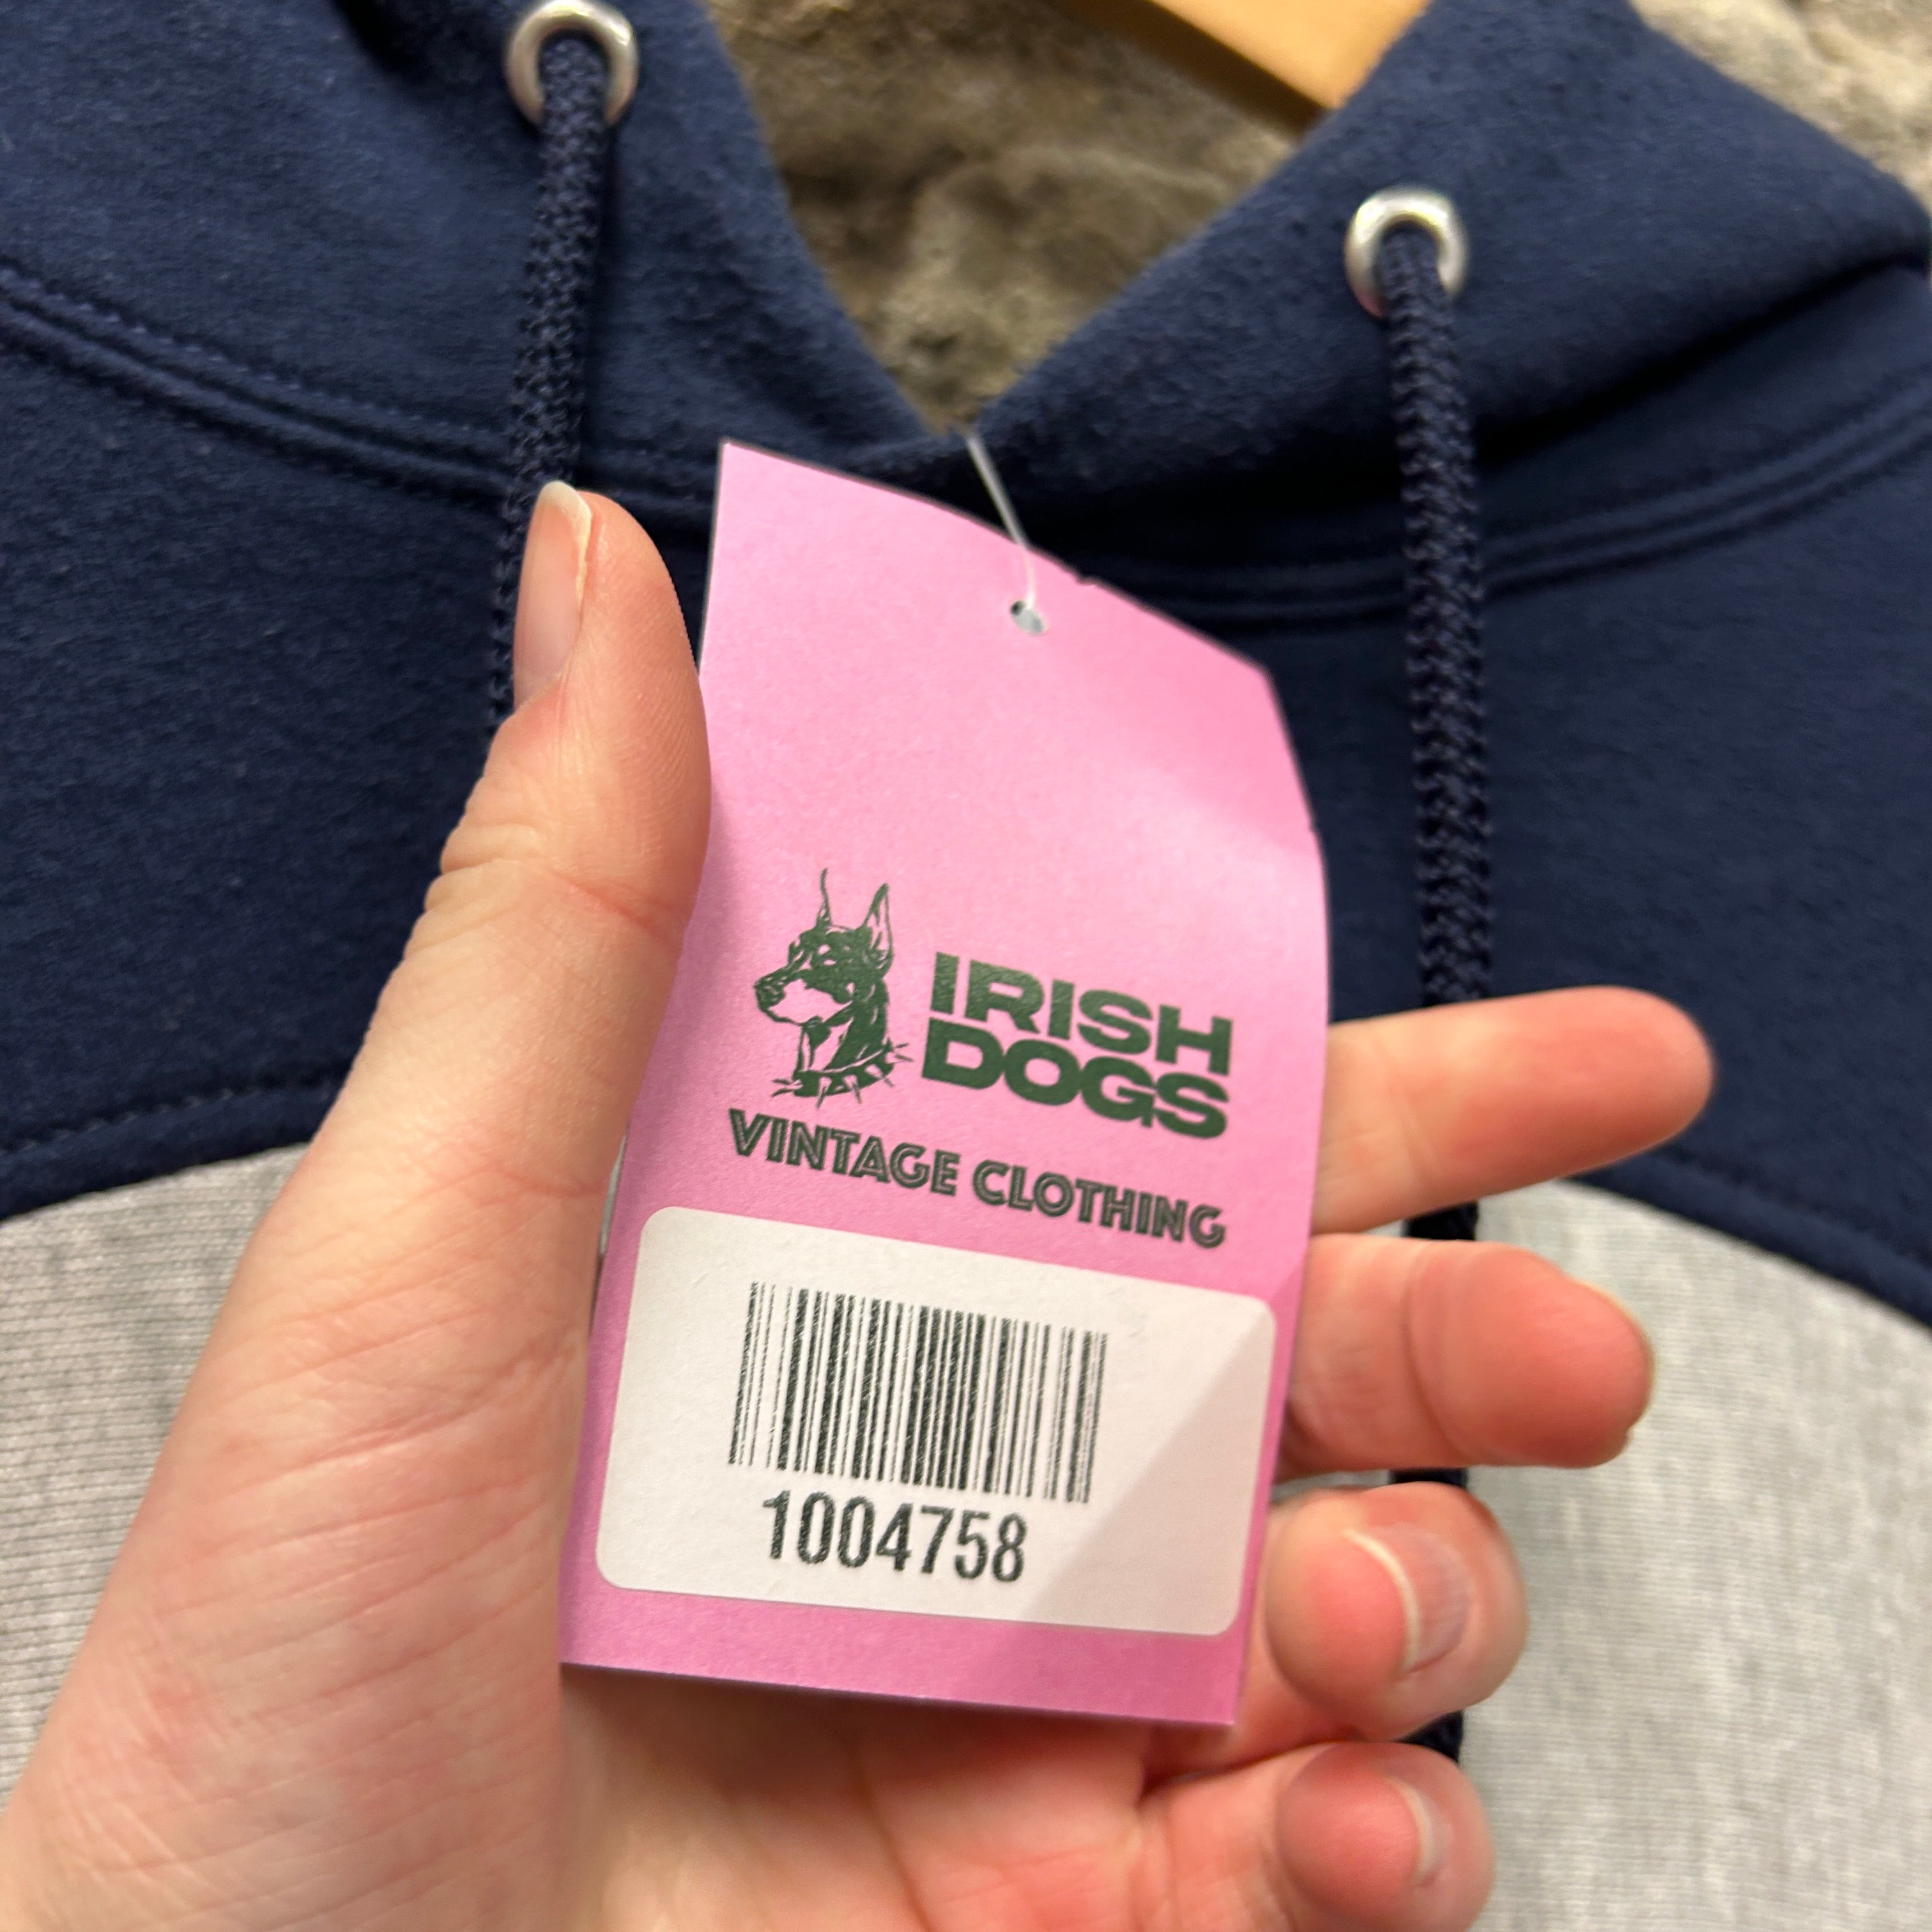 IRISH
DOGS
VINTAGE CLOTHING
1004758